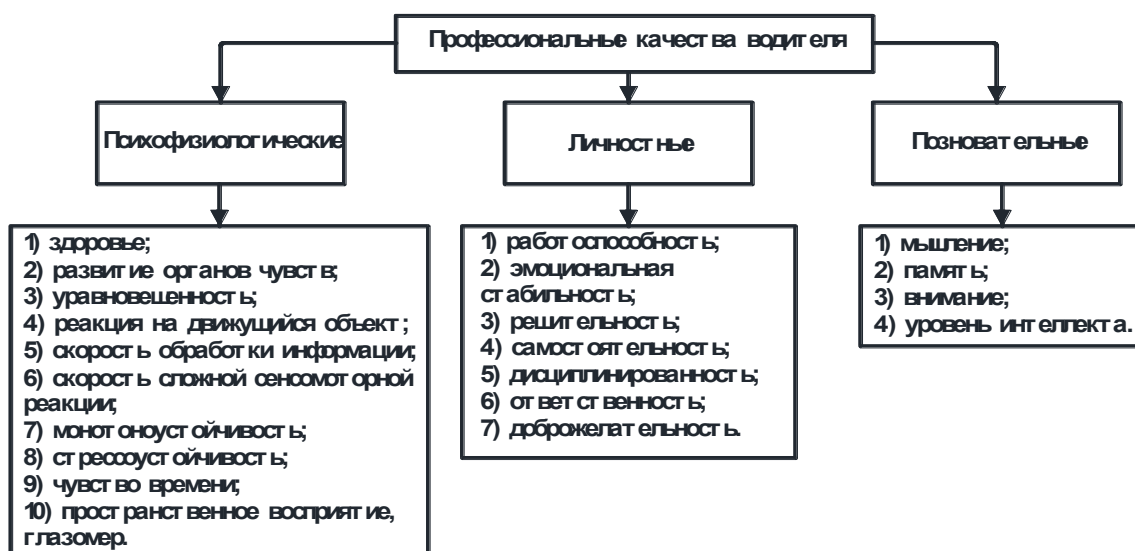 Профессиональные качества водителя
Психофизиологические
Личностные
Позновательные
1) здоровье;
2) развитие органов чувств;
3) уравновешенность;
4) реакция на движущийся объект;
5) скорость обработки информации;
6) скорость сложной сенсомоторной
реакции;
7) монотоноустойчивость;
8) стрессоустойчивость;
9) чувство времени;
10) пространственное восприятие,
глазомер.
1) работоспособность;
2) эмоциональная
стабильность;
3) решительность;
4) самостоятельность;
5) дисциплинированность;
6) ответственность;
7) доброжелательность.
1) мышление;
2) память;
3) внимание;
4) уровень интеллекта.